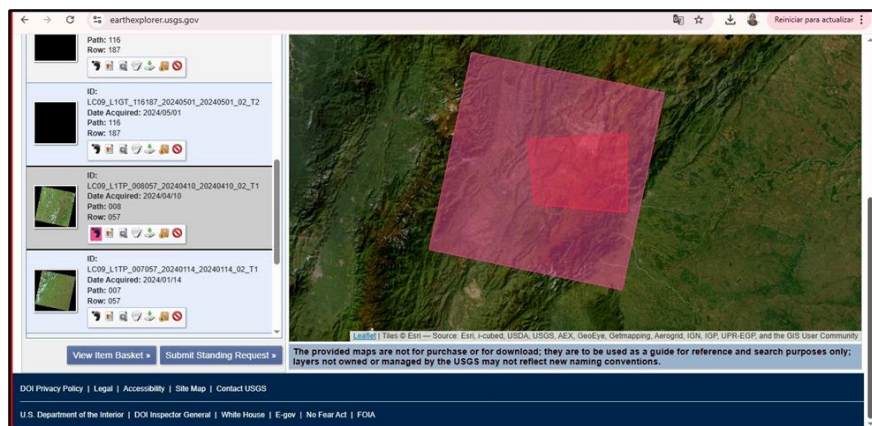 earthexplorer.usgs.gov
Reiniciar para actualizar
Path: 116
Row: 187
ID:
LC09_L1GT_116187_20240501_20240501_02_T2
Date Acquired: 2024/05/01
Path: 116
Row: 187
ID:
LC09_L1TP_008057_20240410_20240410_02_T1
Date Acquired: 2024/04/10
Path: 008
Row: 057
ID:
LC09_L1TP_007057_20240114_20240114_02_T1
Date Acquired: 2024/01/14
Path: 007
Row: 057
Leaflet | Tiles © Esri — Source: Esri, i-cubed, USDA, USGS, AEX, GeoEye, Getmapping, Aerogrid, IGN, IGP, UPR-EGP, and the GIS User Community
View Item Basket »
Submit Standing Request »
The provided maps are not for purchase or for download; they are to be used as a guide for reference and search purposes only;
layers not owned or managed by the USGS may not reflect new naming conventions.
DOI Privacy Policy | Legal | Accessibility | Site Map | Contact USGS
U.S. Department of the Interior | DOI Inspector General | White House | E-gov | No Fear Act | FOIA